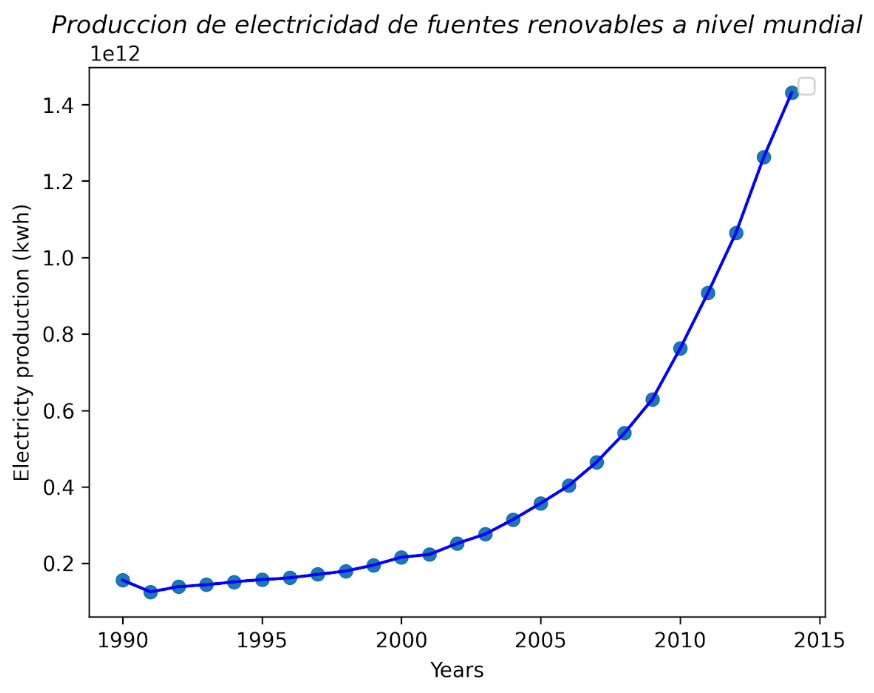 Produccion de electricidad de fuentes renovables a nivel mundial
1e12
1.4
1.2
1.0
0.8
0.6
0.4
0.2
Electricty production (kwh)
1990 1995 2000 2005 2010 2015
Years